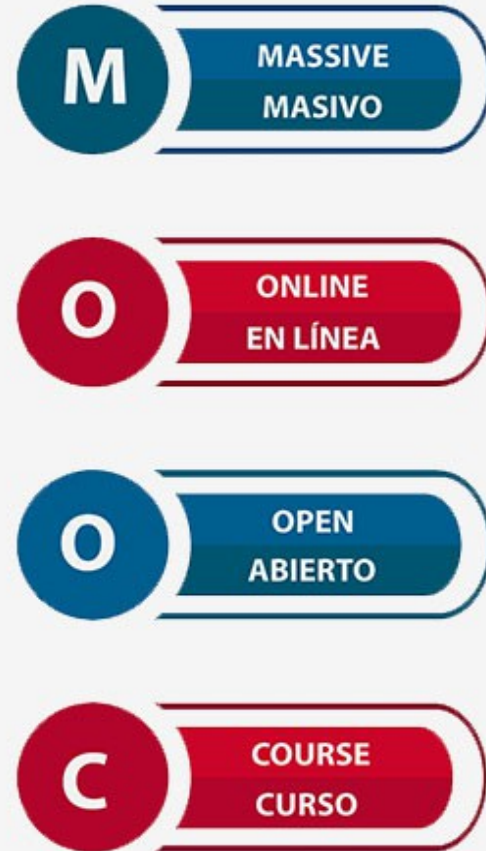 M
MASSIVE
MASIVO
O
ONLINE
EN LÍNEA
O
OPEN
ABIERTO
C
COURSE
CURSO